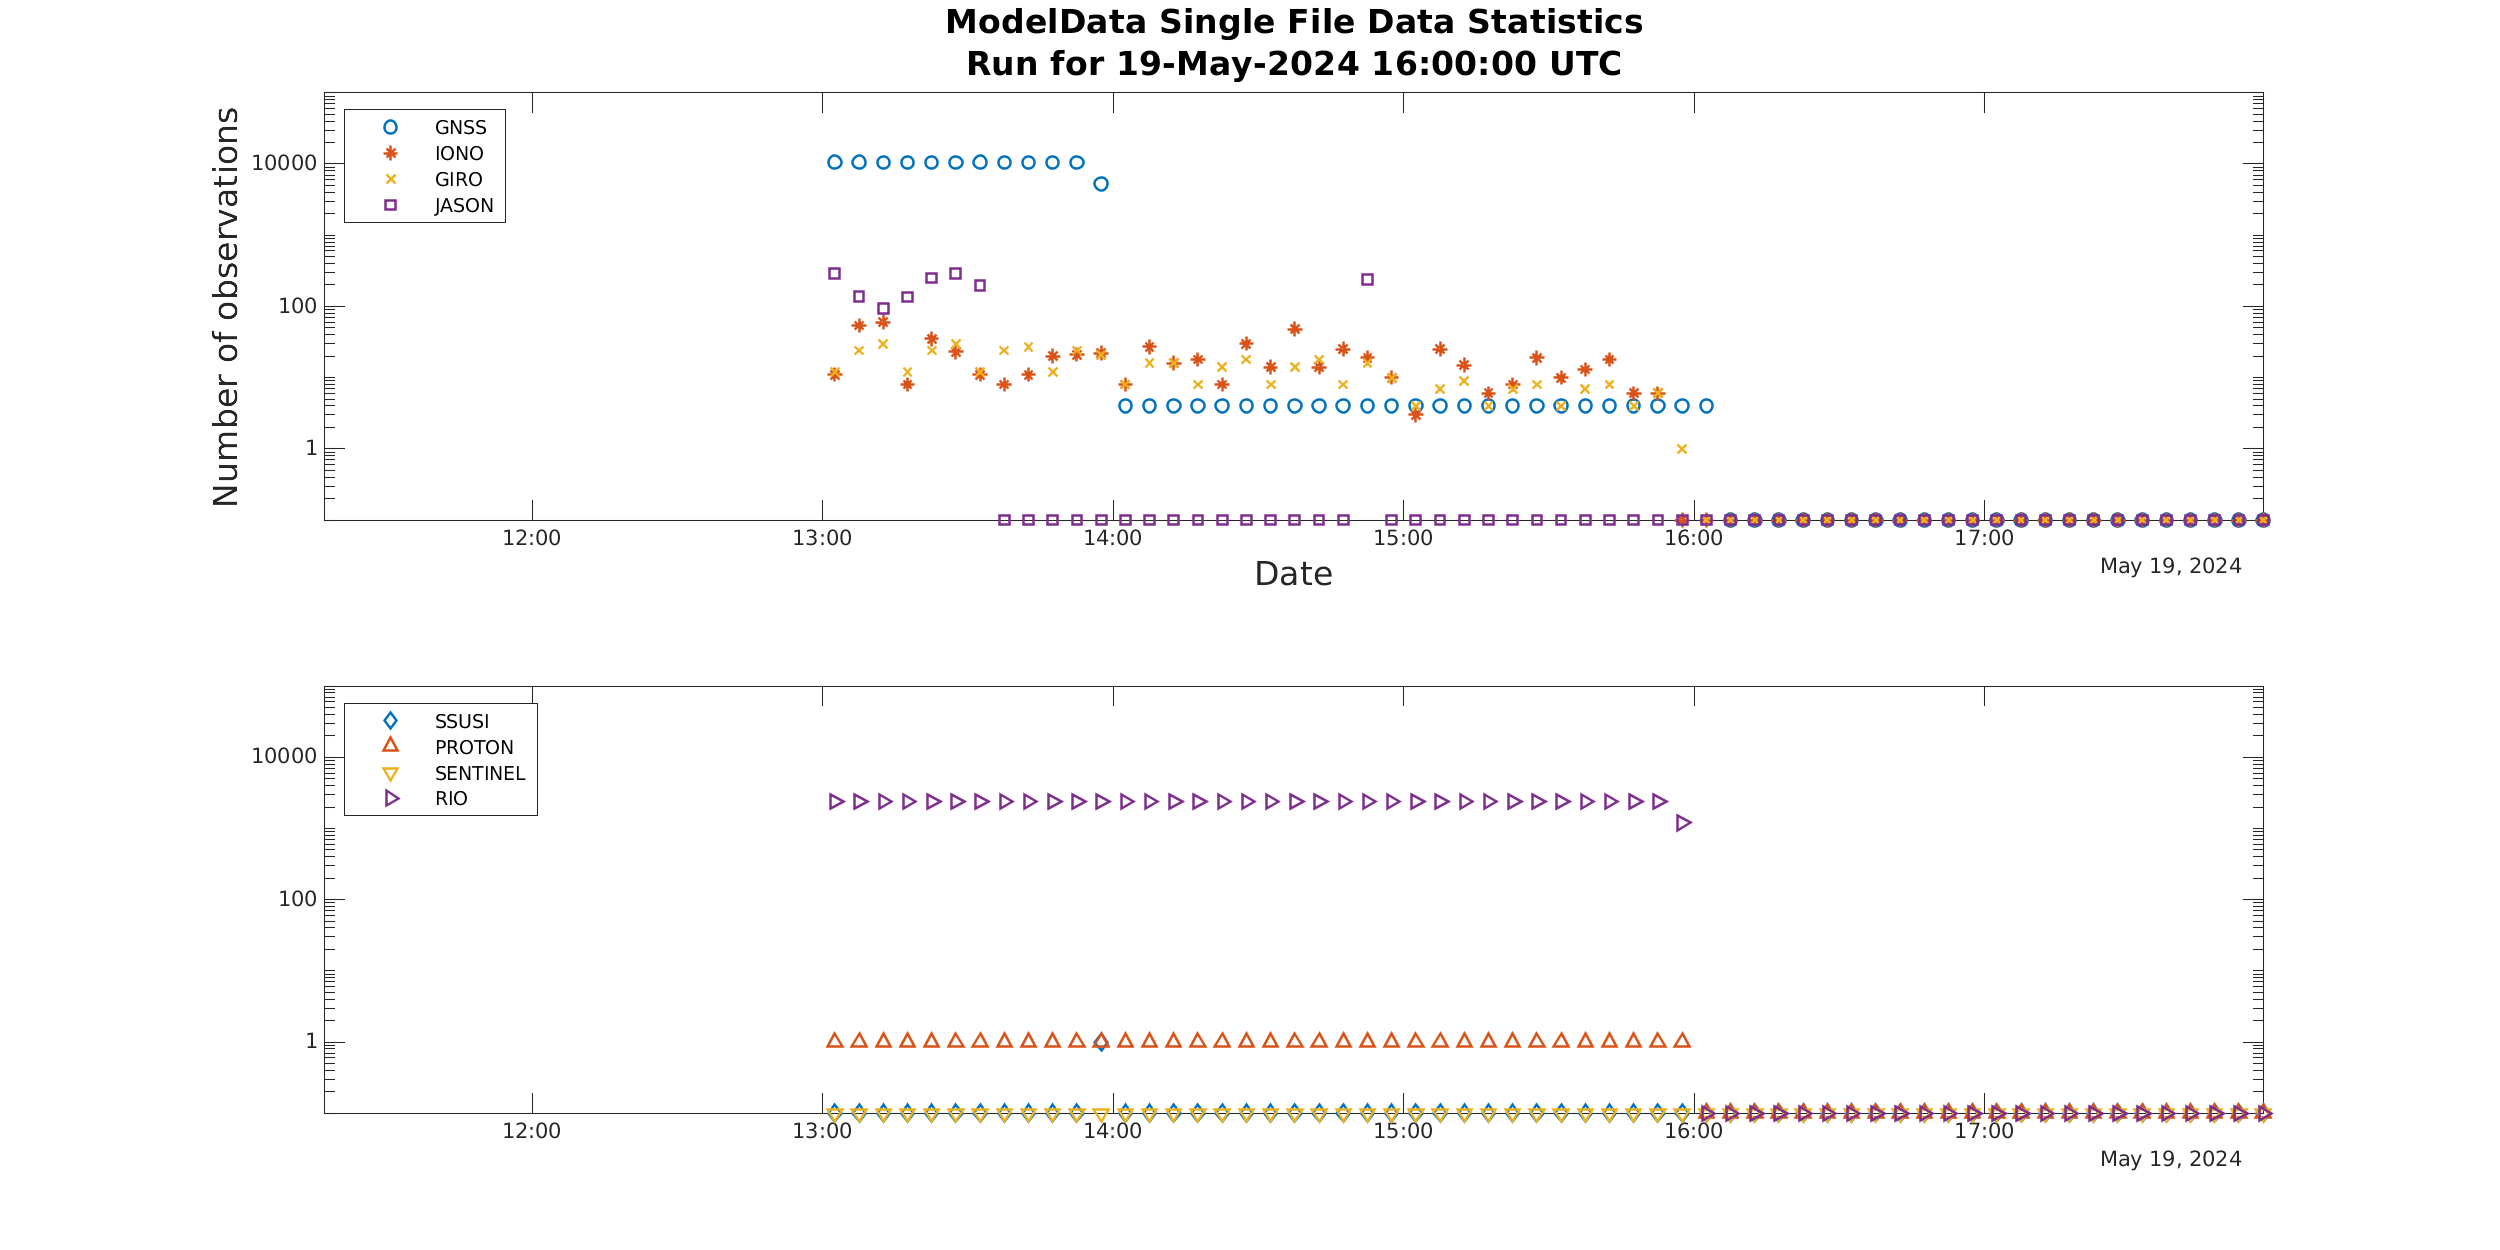 ModelData Single File Data Statistics
Run for 19-May-2024 16:00:00 UTC
Number of observations
10000
100
1
GNSS
IONO
GIRO
JASON
12:00 13:00 14:00 15:00 16:00 17:00
Date
May 19, 2024
10000
100
1
SSUSI
PROTON
SENTINEL
RIO
12:00 13:00 14:00 15:00 16:00 17:00
May 19, 2024